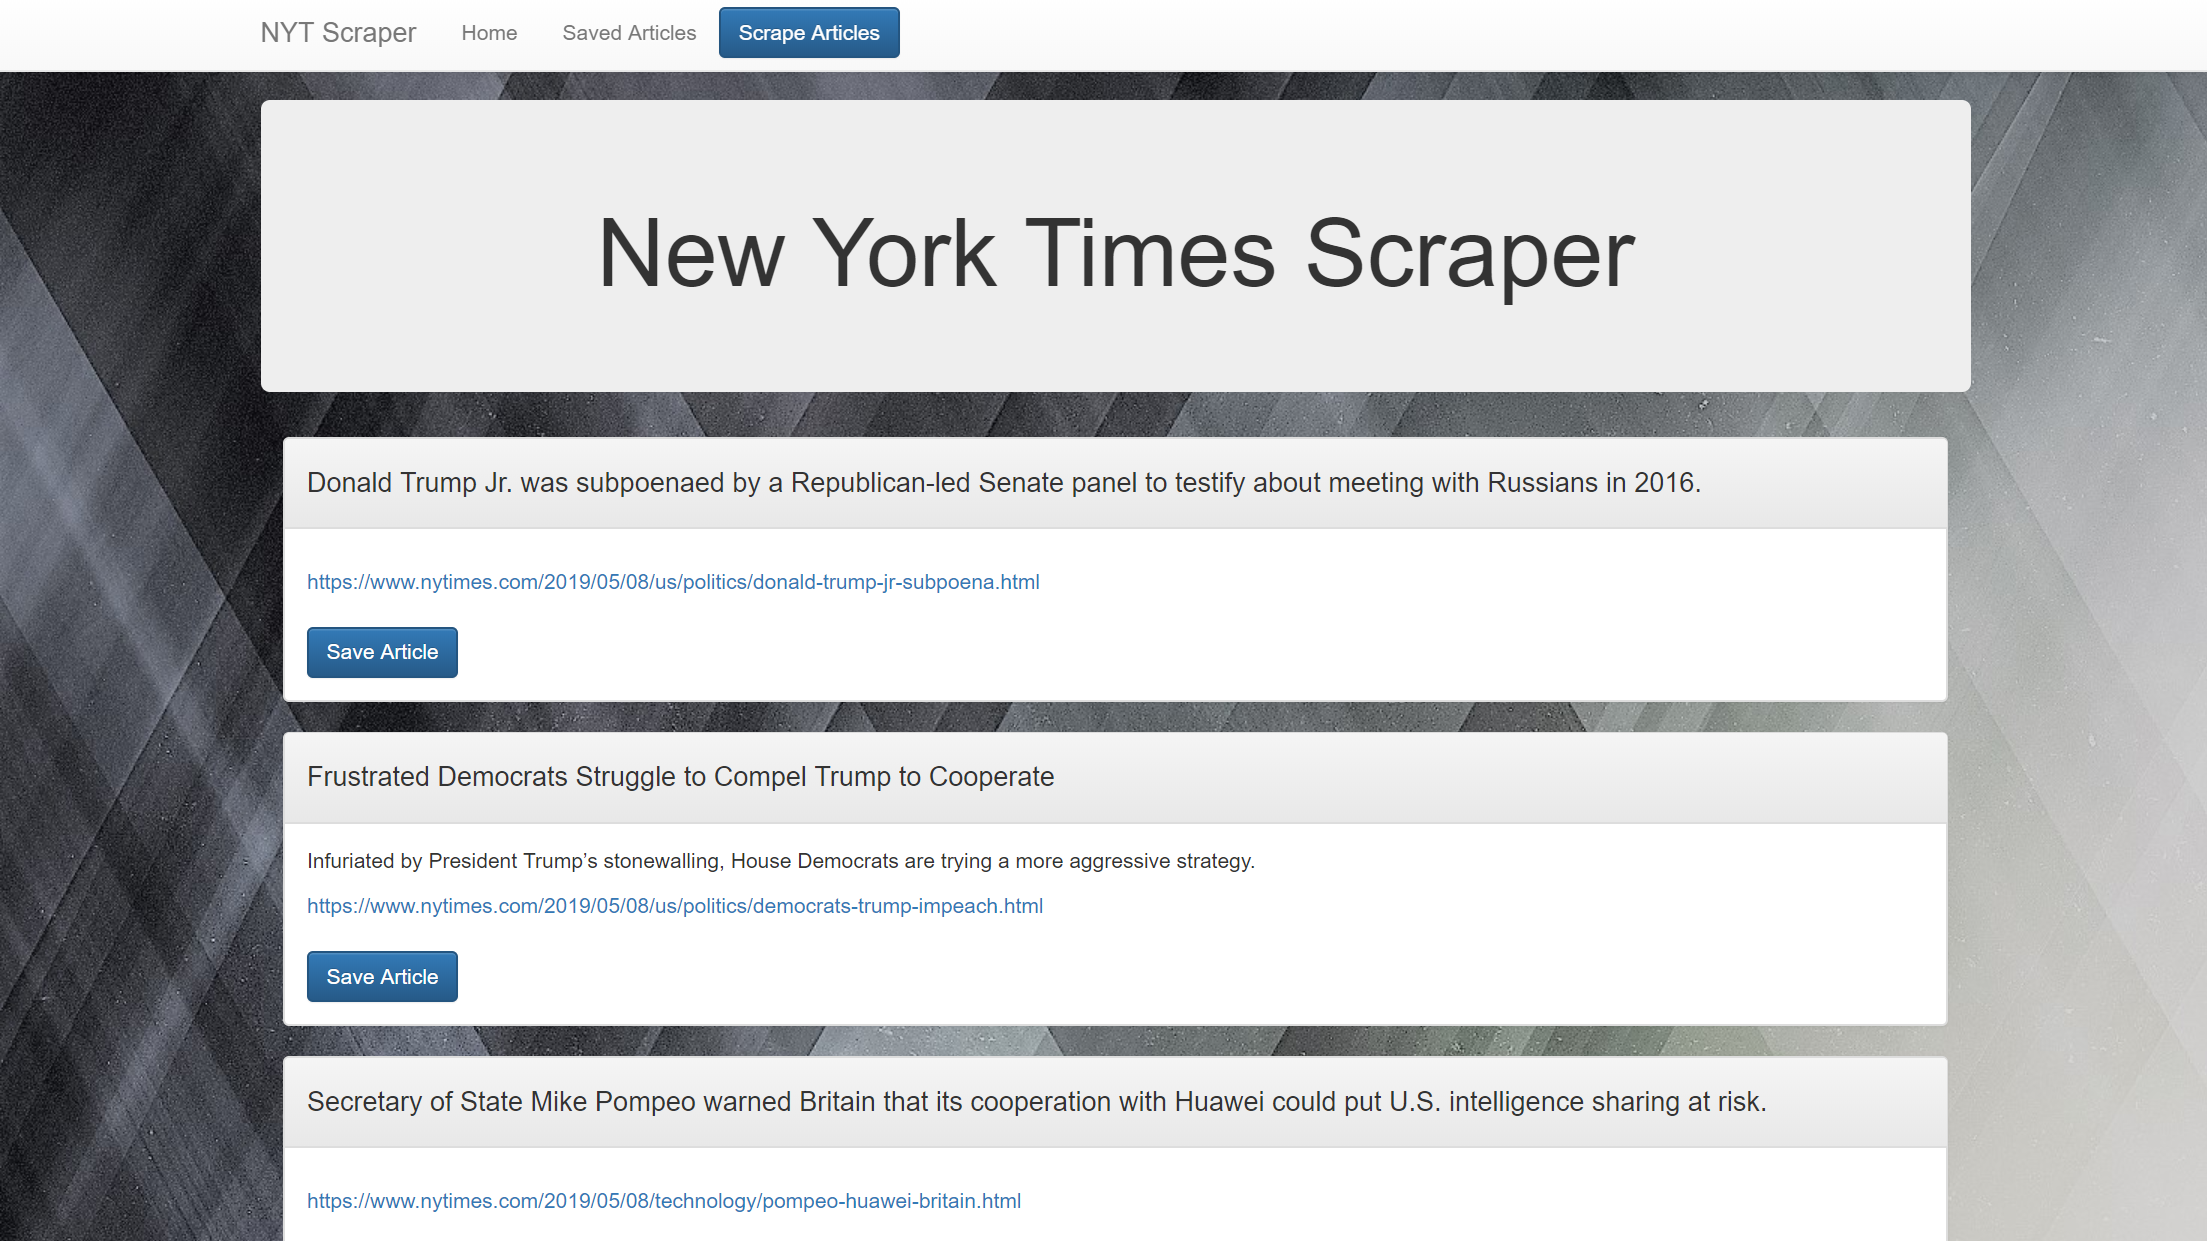 NYT Scraper Home Saved Articles Scrape Articles
New York Times Scraper
Donald Trump Jr. was subpoenaed by a Republican-led Senate panel to testify about meeting with Russians in 2016.
https://www.nytimes.com/2019/05/08/us/politics/donald-trump-jr-subpoena.html
Save Article
Frustrated Democrats Struggle to Compel Trump to Cooperate
Infuriated by President Trump’s stonewalling, House Democrats are trying a more aggressive strategy.
https://www.nytimes.com/2019/05/08/us/politics/democrats-trump-impeach.html
Save Article
Secretary of State Mike Pompeo warned Britain that its cooperation with Huawei could put U.S. intelligence sharing at risk.
https://www.nytimes.com/2019/05/08/technology/pompeo-huawei-britain.html